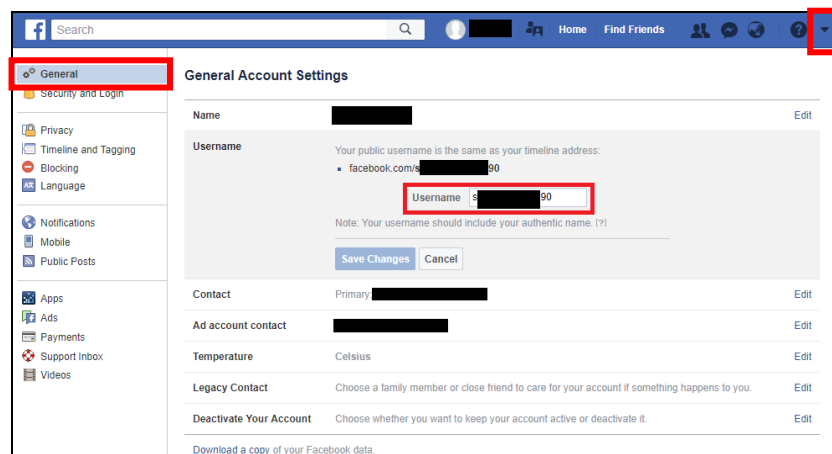 f Search Home Find Friends ?
General
Security and Login
Privacy
Timeline and Tagging
Blocking
Language
Notifications
Mobile
Public Posts
Apps
Ads
Payments
Support Inbox
Videos
General Account Settings
Name Edit
Username Your public username is the same as your timeline address:
facebook.com/s 90
Username s 90
Note: Your username should include your authentic name. [?]
Save Changes Cancel
Contact Primary: Edit
Ad account contact Edit
Temperature Celsius Edit
Legacy Contact Choose a family member or close friend to care for your account if something happens to you. Edit
Deactivate Your Account Choose whether you want to keep your account active or deactivate it. Edit
Download a copy of your Facebook data.